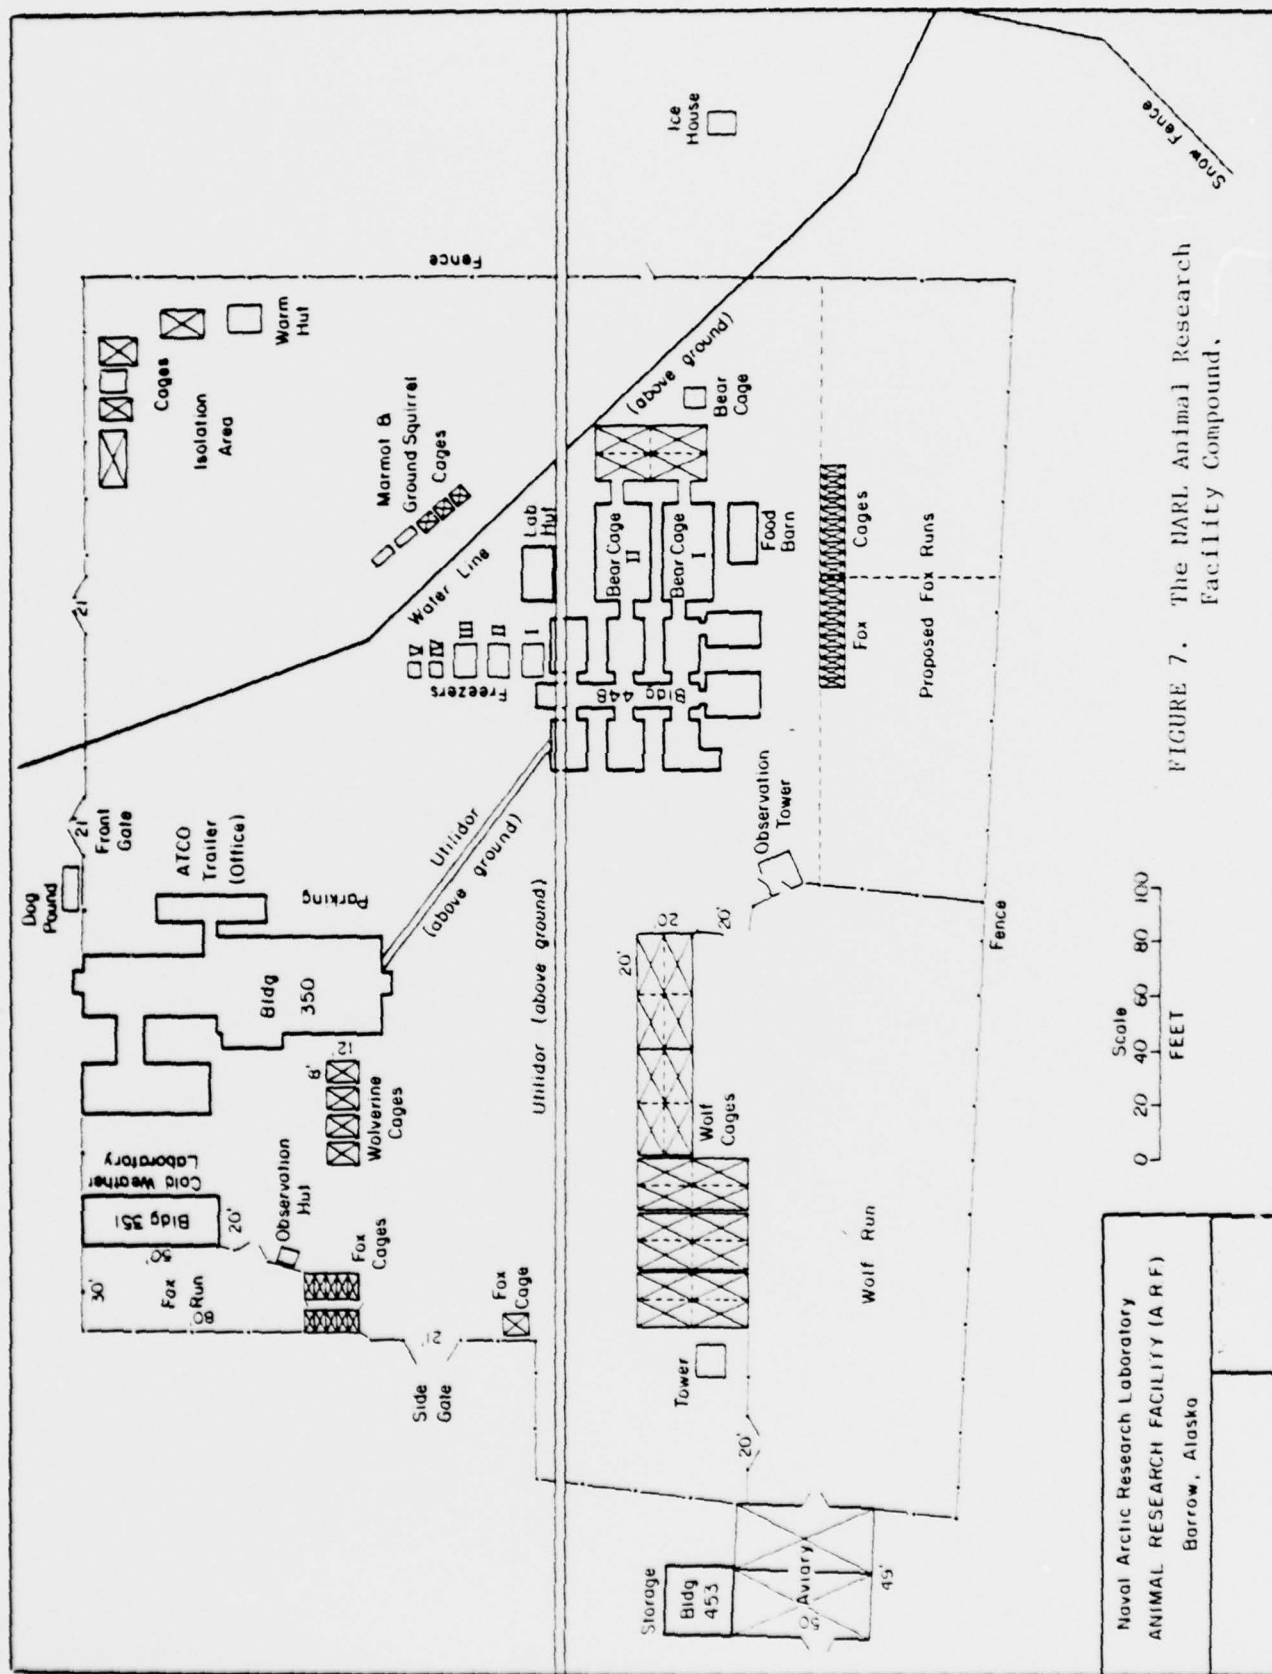 Dog
Pound
21'
Front
Gate
21'
Cages
Isolation
Area
Warm
Hut
Fence
Ice
House
ATCO
Trailer
(Office)
Parking
Bldg
350
Cold Weather
Laboratory
Bldg 351
50'
20'
30'
Fox
Run
80
Observation
Hut
Fox
Cages
8'
12'
Wolverine
Cages
Side
Gate
21
Fox
Cage
Marmot &
Ground Squirrel
Cages
Water Line
(above ground)
Lab
Hut
Freezers
V
IV
III
II
I
Utilidor
(above ground)
Utilidor (above ground)
Bldg
448
Bear Cage
II
Bear Cage
I
Bear
Cage
Food
Barn
Snow Fence
Tower
20'
20'
20
20'
Wolf
Cages
Wolf Run
Observation
Tower
Fox Cages
Proposed Fox Runs
Fence
Storage
Bldg
453
Aviary
50
49'
Scale
0 20 40 60 80 100
FEET
FIGURE 7. The NARL Animal Research
Facility Compound.
Naval Arctic Research Laboratory
ANIMAL RESEARCH FACILITY (A R F)
Barrow, Alaska